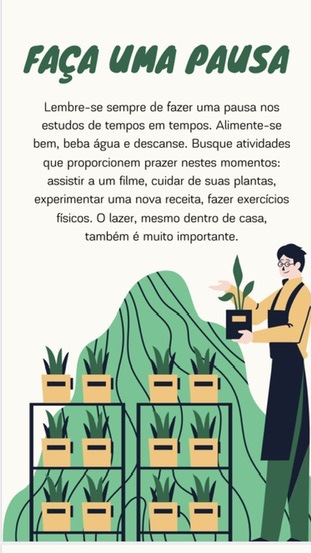 FAÇA UMA PAUSA
Lembre-se sempre de fazer uma pausa nos
estudos de tempos em tempos. Alimente-se
bem, beba água e descanse. Busque atividades
que proporcionem prazer nestes momentos:
assistir a um filme, cuidar de suas plantas,
experimentar uma nova receita, fazer exercícios
físicos. O lazer, mesmo dentro de casa,
também é muito importante.